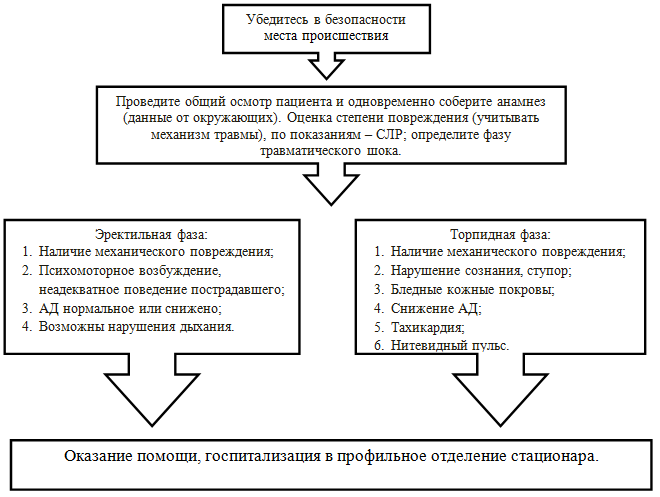 Убедитесь в безопасности
места происшествия
Проведите общий осмотр пациента и одновременно соберите анамнез
(данные от окружающих). Оценка степени повреждения (учитывать
механизм травмы), по показаниям – СЛР; определите фазу
травматического шока.
Эректильная фаза:
1. Наличие механического повреждения;
2. Психомоторное возбуждение,
неадекватное поведение пострадавшего;
3. АД нормальное или снижено;
4. Возможны нарушения дыхания.
Торпидная фаза:
1. Наличие механического повреждения;
2. Нарушение сознания, ступор;
3. Бледные кожные покровы;
4. Снижение АД;
5. Тахикардия;
6. Нитевидный пульс.
Оказание помощи, госпитализация в профильное отделение стационара.